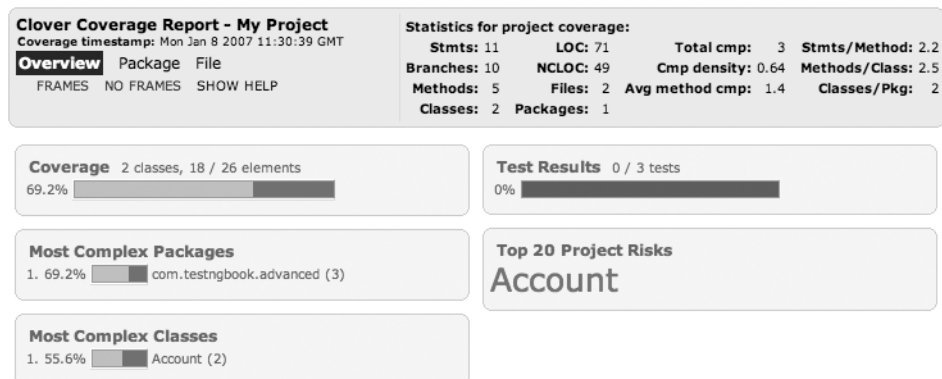 Clover Coverage Report - My Project
Coverage timestamp: Mon Jan 8 2007 11:30:39 GMT
Overview Package File
FRAMES NO FRAMES SHOW HELP
Statistics for project coverage:
Stmts: 11 LOC: 71 Total cmp: 3 Stmts/Method: 2.2
Branches: 10 NCLOC: 49 Cmp density: 0.64 Methods/Class: 2.5
Methods: 5 Files: 2 Avg method cmp: 1.4 Classes/Pkg: 2
Classes: 2 Packages: 1
Coverage 2 classes, 18 / 26 elements
69.2%
Test Results 0 / 3 tests
0%
Most Complex Packages
1. 69.2% com.testngbook.advanced (3)
Top 20 Project Risks
Account
Most Complex Classes
1. 55.6% Account (2)